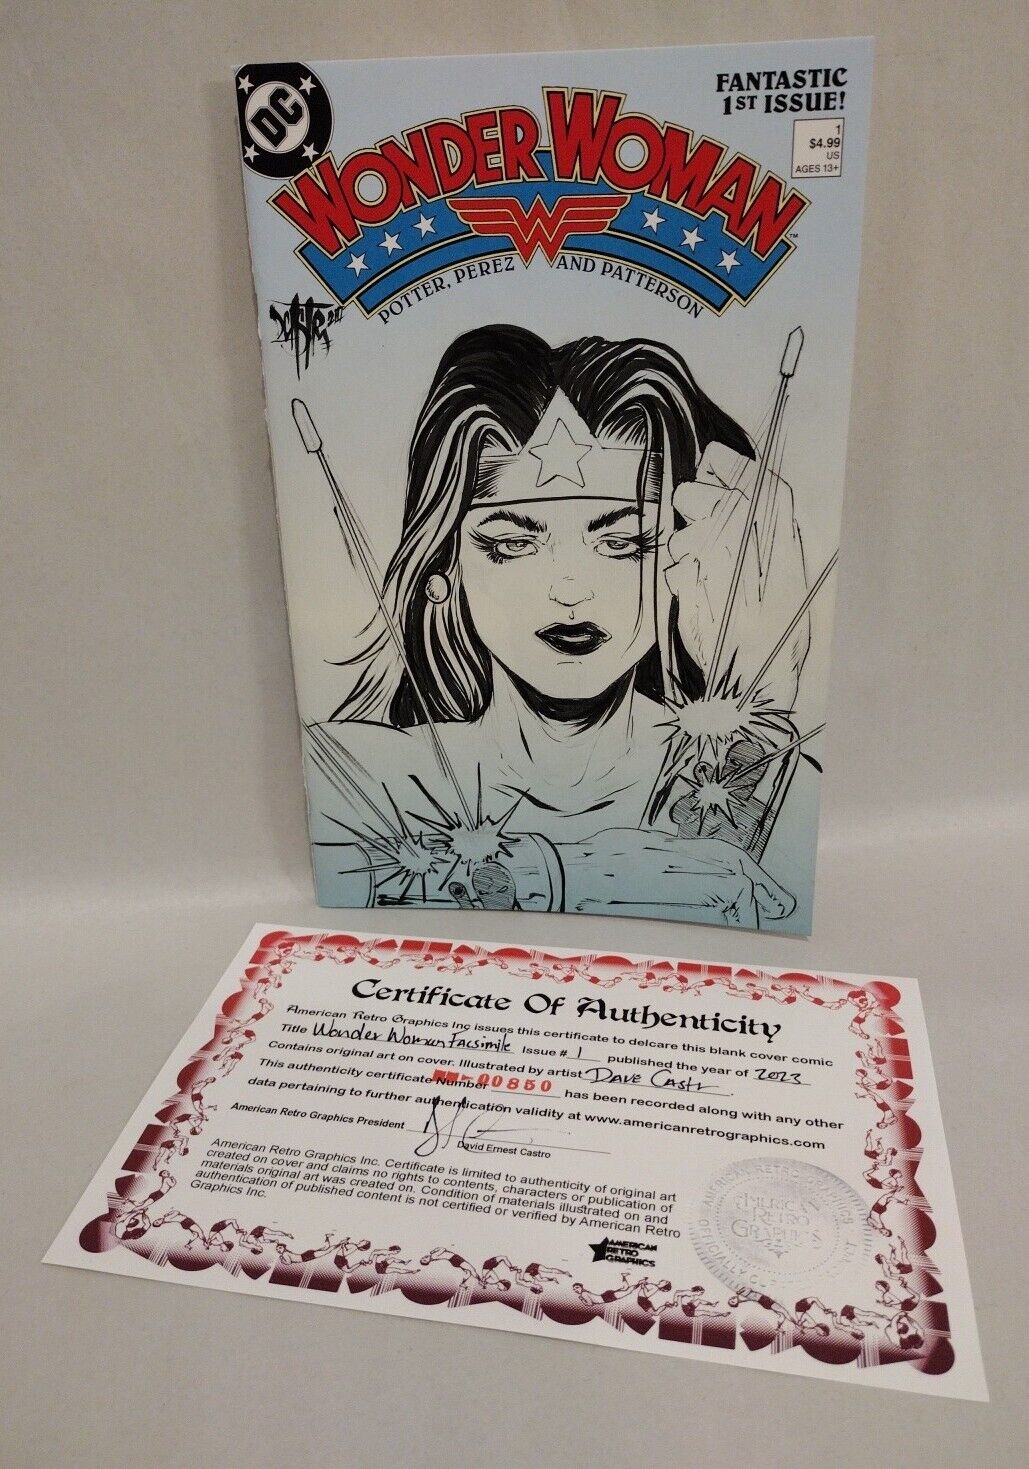 DC
FANTASTIC
1ST ISSUE!
1
$4.99
US
AGES 13+
WONDER WOMAN
TM
W
POTTER, PEREZ AND PATTERSON
Certificate Of Authenticity
American Retro Graphics Inc issues this certificate to delcare this blank cover comic
Title Wonder Woman Facsimile Issue # 1 published the year of 2023
Contains original art on cover. Illustrated by artist Dave Castr
This authenticity certificate Number 00850 has been recorded along with any other
data pertaining to further authentication validity at www.americanretrographics.com
American Retro Graphics President
David Ernest Castro
American Retro Graphics Inc. Certificate is limited to authenticity of original art
created on cover and claims no rights to contents, characters or publication of
materials original art was created on. Condition of materials illustrated on and
authentication of published content is not certified or verified by American Retro
Graphics Inc.
AMERICAN
RETRO
GRAPHICS
AMERICAN
RETRO
GRAPHICS